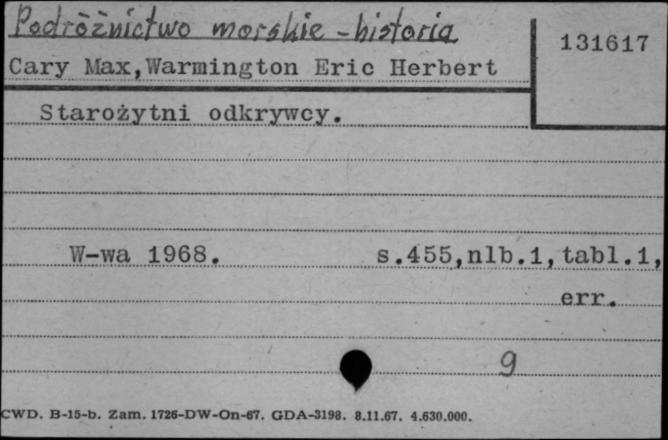 Podróżnictwo morskie - historia
131617
Cary Max,Warmington Eric Herbert
Starożytni odkrywcy.
W-wa 1968. s.455,nlb.1,tabl.1,
err.
9
CWD. B-15-b. Zam. 1726-DW-On-67. GDA-3198. 8.11.67. 4.630.000.